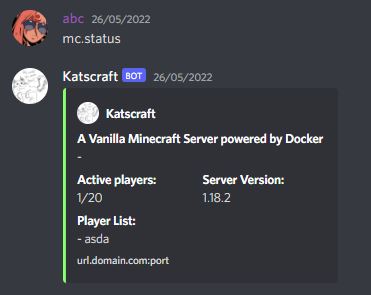 abc 26/05/2022
mc.status
Katscraft BOT 26/05/2022
Katscraft
A Vanilla Minecraft Server powered by Docker
-
Active players: Server Version:
1/20 1.18.2
Player List:
- asda
url.domain.com:port